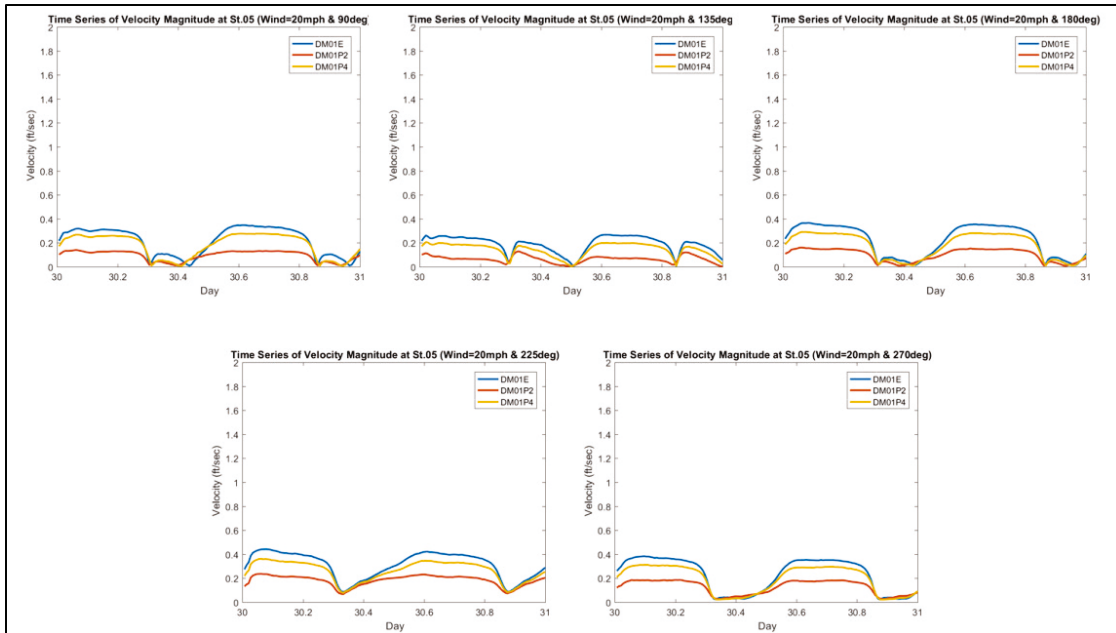 Time Series of Velocity Magnitude at St.05 (Wind=20mph & 90deg)
DM01E
DM01P2
DM01P4
Velocity (ft/sec)
2
1.8
1.6
1.4
1.2
1
0.8
0.6
0.4
0.2
0
30
30.2
30.4
30.6
30.8
31
Day
Time Series of Velocity Magnitude at St.05 (Wind=20mph & 135deg
DM01E
DM01P2
DM01P4
Velocity (ft/sec)
2
1.8
1.6
1.4
1.2
1
0.8
0.6
0.4
0.2
0
30
30.2
30.4
30.6
30.8
31
Day
Time Series of Velocity Magnitude at St.05 (Wind=20mph & 180deg)
DM01E
DM01P2
DM01P4
Velocity (ft/sec)
2
1.8
1.6
1.4
1.2
1
0.8
0.6
0.4
0.2
0
30
30.2
30.4
30.6
30.8
31
Day
Time Series of Velocity Magnitude at St.05 (Wind=20mph & 225deg)
DM01E
DM01P2
DM01P4
Velocity (ft/sec)
2
1.8
1.6
1.4
1.2
1
0.8
0.6
0.4
0.2
0
30
30.2
30.4
30.6
30.8
31
Day
Time Series of Velocity Magnitude at St.05 (Wind=20mph & 270deg)
DM01E
DM01P2
DM01P4
Velocity (ft/sec)
2
1.8
1.6
1.4
1.2
1
0.8
0.6
0.4
0.2
0
30
30.2
30.4
30.6
30.8
31
Day